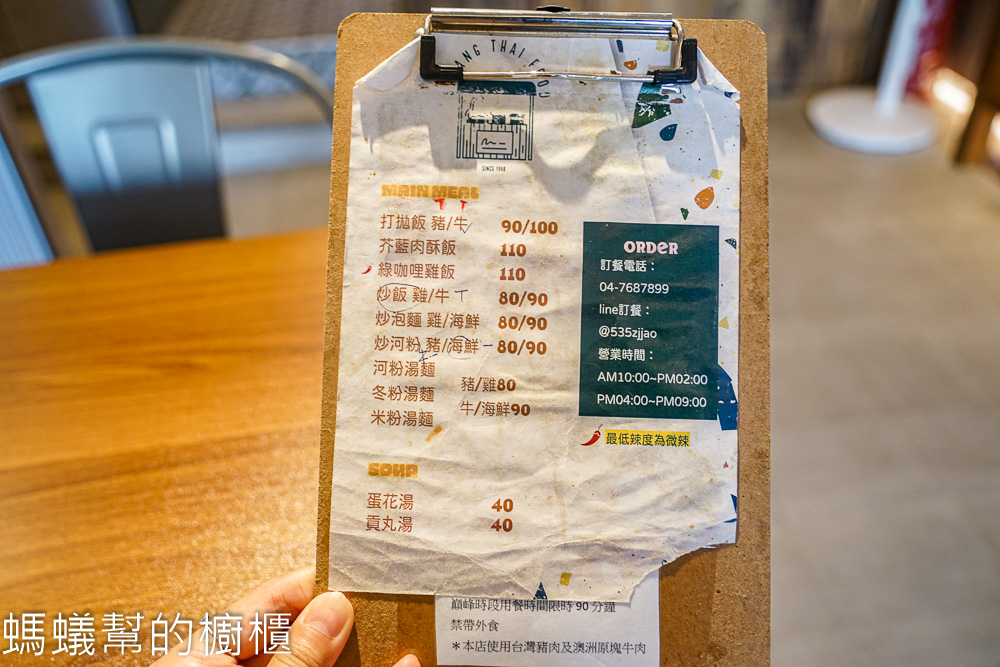 THAI
SINCE 1998
MAIN MEAL
打拋飯 豬/牛 90/100
芥藍肉酥飯 110
綠咖哩雞飯 110
炒飯 雞/牛 80/90
炒泡麵 雞/海鮮 80/90
炒河粉 豬/海鮮 80/90
河粉湯麵
冬粉湯麵
米粉湯麵
豬/雞80
牛/海鮮90
SOUP
蛋花湯 40
貢丸湯 40
ORDER
訂餐電話：
04-7687899
line訂餐：
@535zjjao
營業時間：
AM10:00~PM02:00
PM04:00~PM09:00
最低辣度為微辣
巔峰時段用餐時間限時 90 分鐘
禁帶外食
＊本店使用台灣豬肉及澳洲原塊牛肉
螞蟻幫的櫥櫃